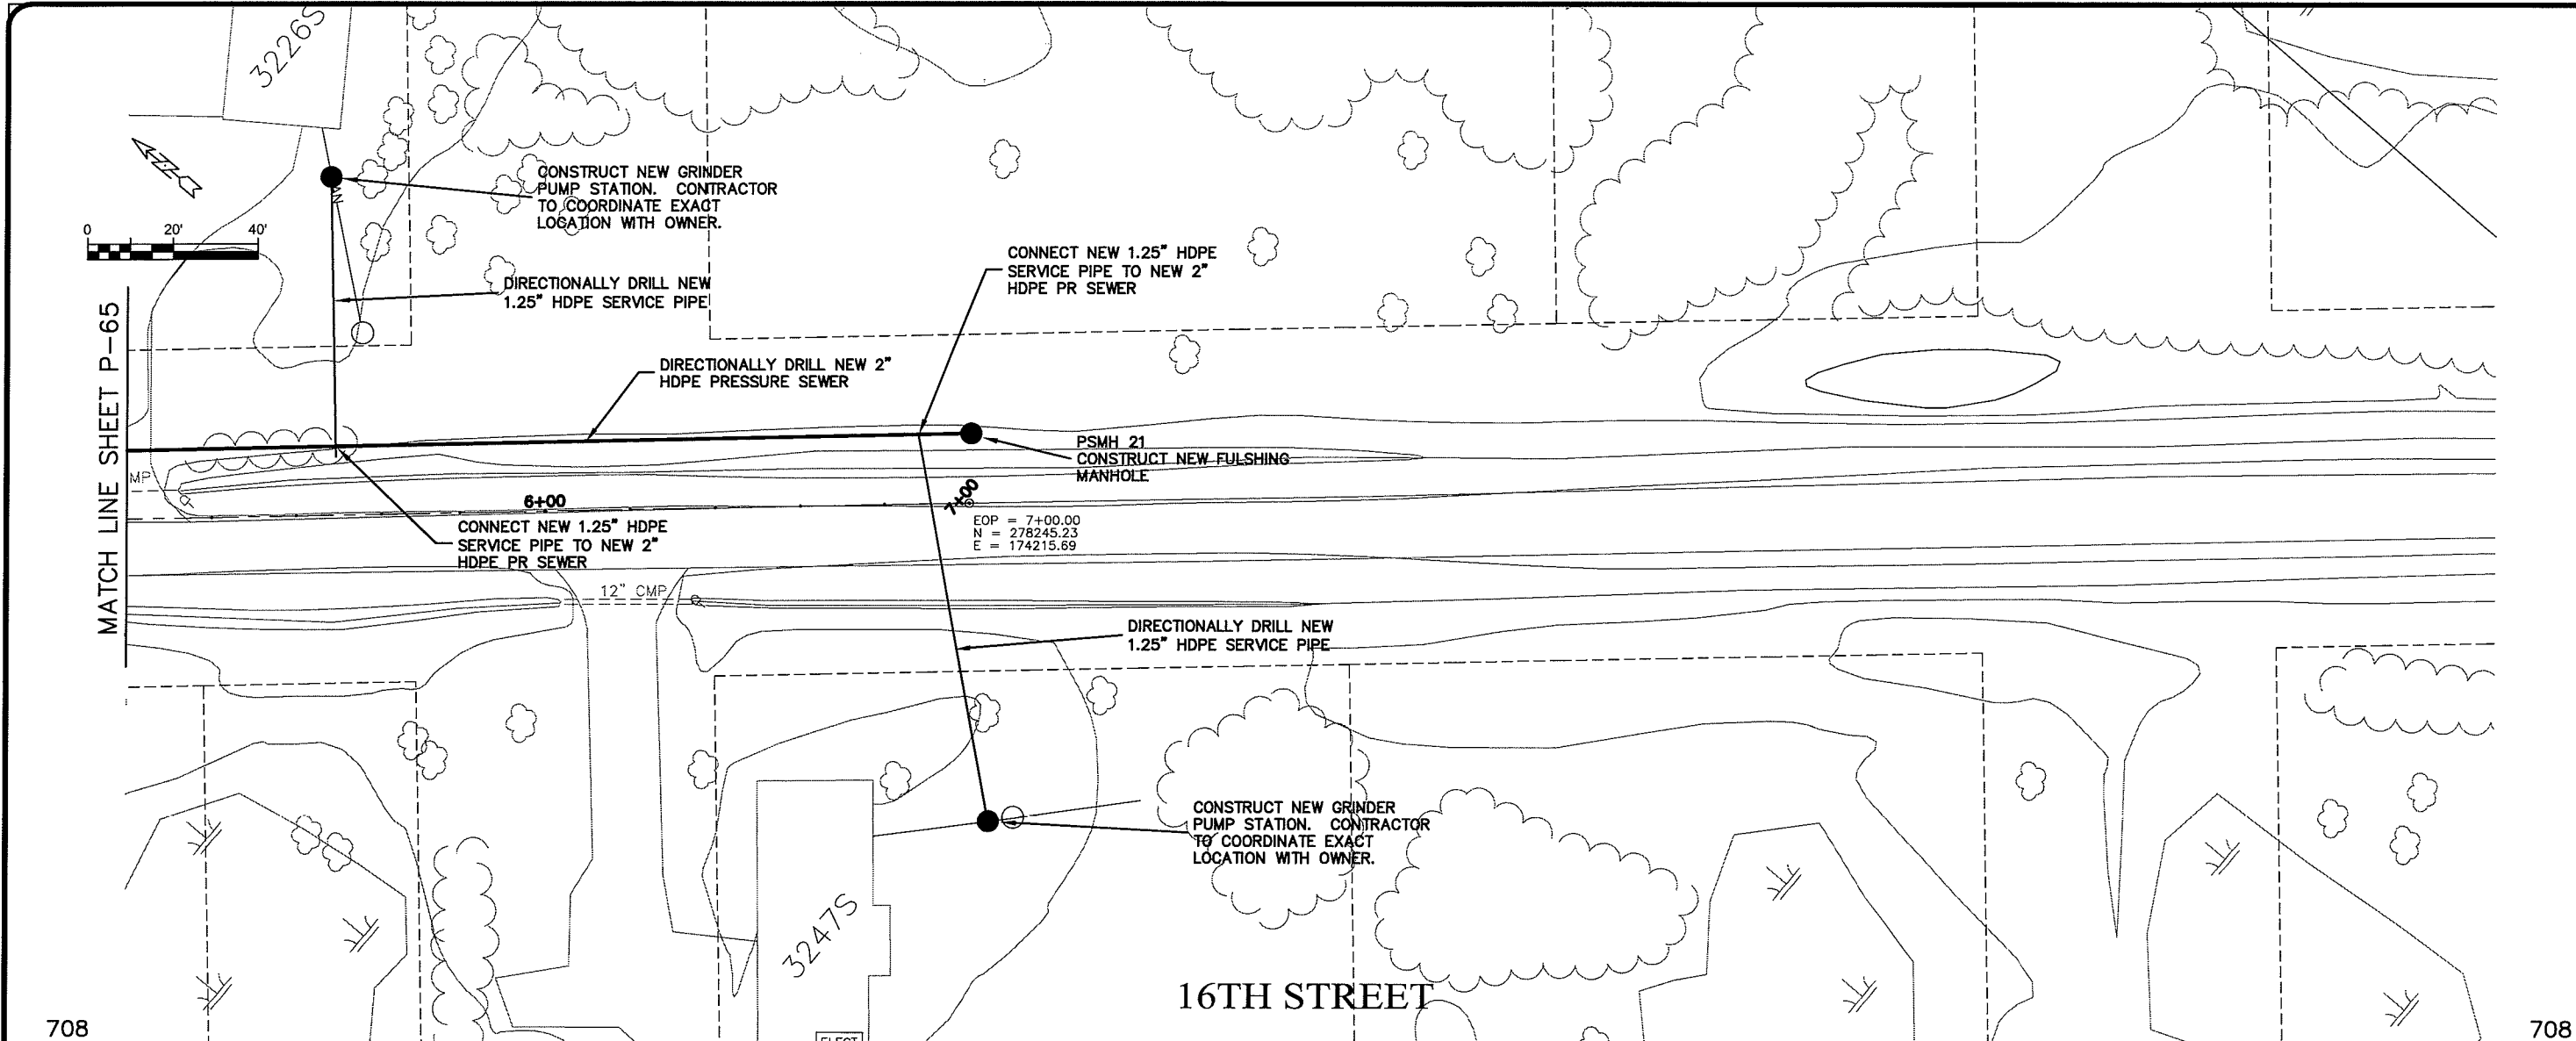 3226S
CONSTRUCT NEW GRINDER
PUMP STATION. CONTRACTOR
TO COORDINATE EXACT
LOCATION WITH OWNER.
N
0 20' 40'
DIRECTIONALLY DRILL NEW
1.25" HDPE SERVICE PIPE
CONNECT NEW 1.25" HDPE
SERVICE PIPE TO NEW 2"
HDPE PR SEWER
MATCH LINE SHEET P-65
DIRECTIONALLY DRILL NEW 2"
HDPE PRESSURE SEWER
PSMH 21
CONSTRUCT NEW FULSHING
MANHOLE
MP
6+00
7+00
CONNECT NEW 1.25" HDPE
SERVICE PIPE TO NEW 2"
HDPE PR SEWER
EOP = 7+00.00
N = 278245.23
E = 174215.69
12" CMP
DIRECTIONALLY DRILL NEW
1.25" HDPE SERVICE PIPE
CONSTRUCT NEW GRINDER
PUMP STATION. CONTRACTOR
TO COORDINATE EXACT
LOCATION WITH OWNER.
3247S
16TH STREET
708
708
ELECT